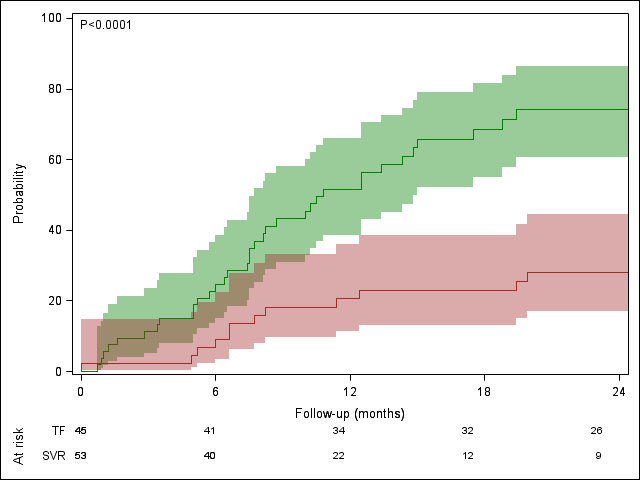 P<0.0001
100
80
60
40
20
0
Probability
0 6 12 18 24
Follow-up (months)
At risk
TF 45 41 34 32 26
SVR 53 40 22 12 9